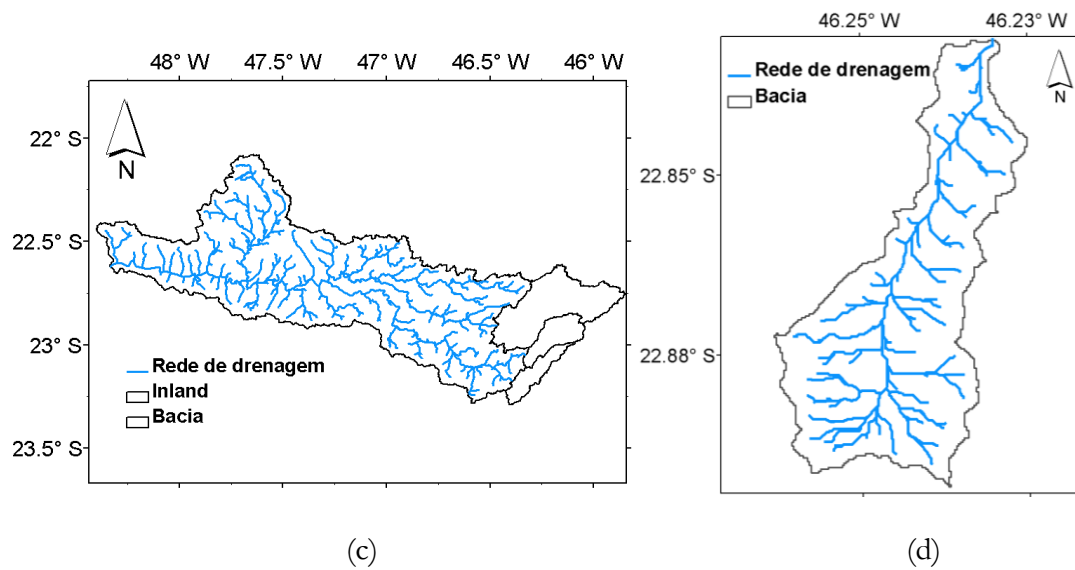 48° W 47.5° W 47° W 46.5° W 46° W
22° S
22.5° S
23° S
23.5° S
N
Rede de drenagem
Inland
Bacia
(c)
46.25° W 46.23° W
22.85° S
22.88° S
Rede de drenagem
Bacia
N
(d)